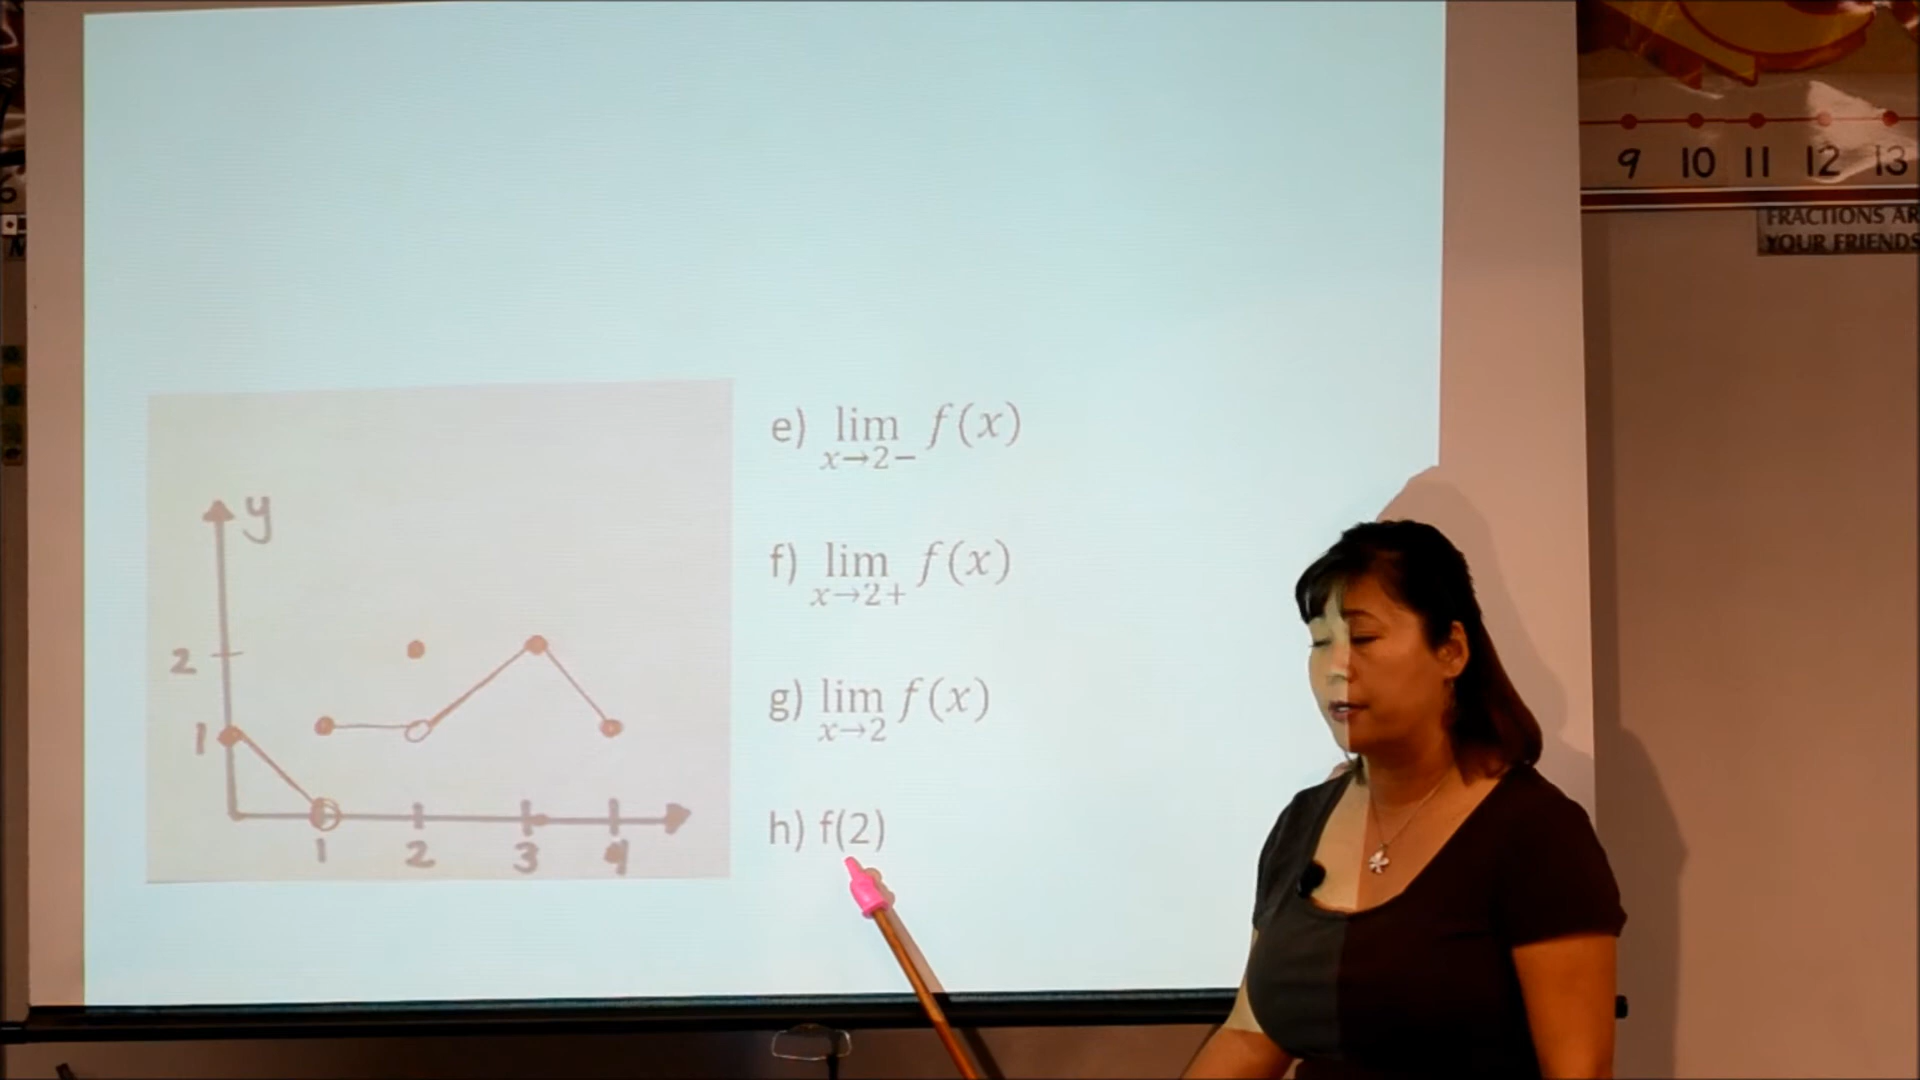 e) lim f(x)
x→2−
f) lim f(x)
x→2+
g) lim f(x)
x→2
h) f(2)
y
2
1
1 2 3 4
9 10 11 12 13
FRACTIONS AR
YOUR FRIENDS
6